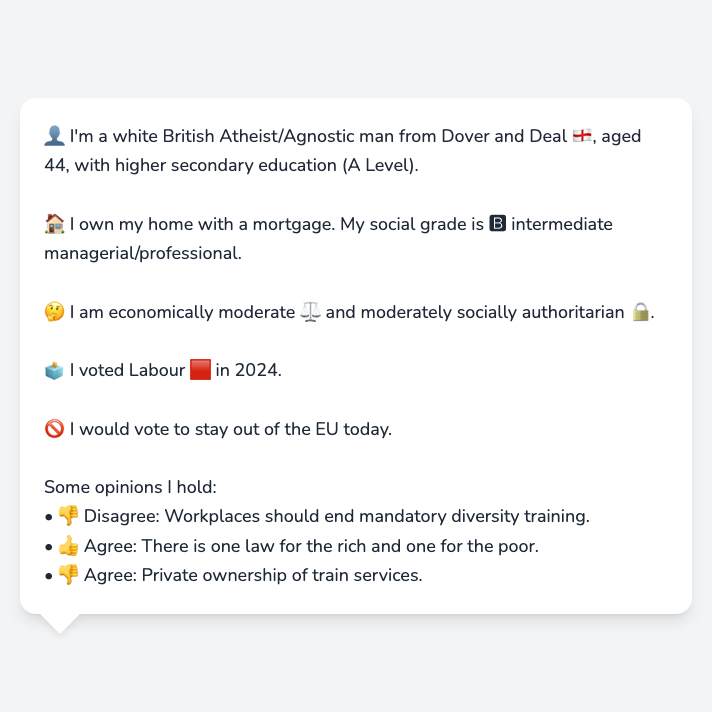 👤 I'm a white British Atheist/Agnostic man from Dover and Deal 🏴󠁧󠁢󠁥󠁮󠁧󠁿, aged
44, with higher secondary education (A Level).
🏠 I own my home with a mortgage. My social grade is 🅱 intermediate
managerial/professional.
🤔 I am economically moderate ⚖️ and moderately socially authoritarian 🔒.
🗳️ I voted Labour 🟥 in 2024.
🚫 I would vote to stay out of the EU today.
Some opinions I hold:
• 👎 Disagree: Workplaces should end mandatory diversity training.
• 👍 Agree: There is one law for the rich and one for the poor.
• 👎 Agree: Private ownership of train services.